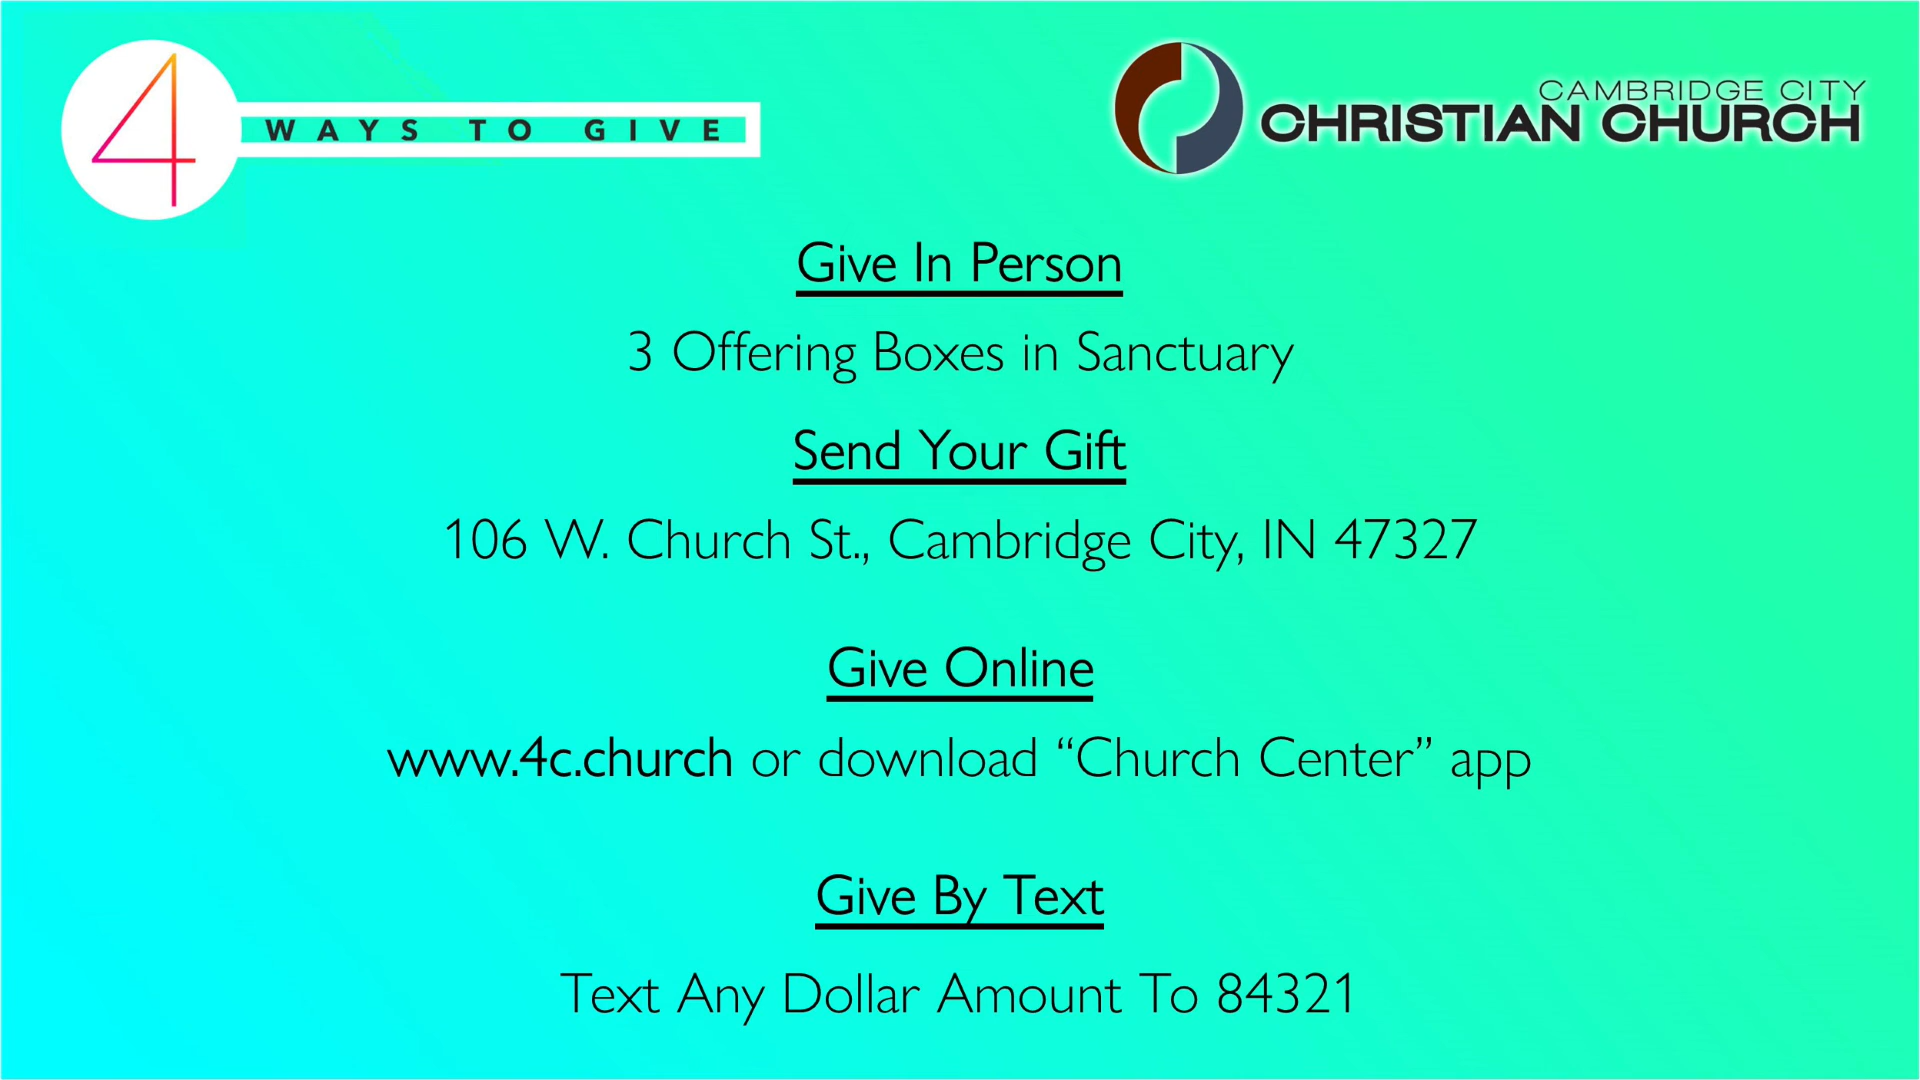 4 WAYS TO GIVE
CAMBRIDGE CITY
CHRISTIAN CHURCH
Give In Person
3 Offering Boxes in Sanctuary
Send Your Gift
106 W. Church St., Cambridge City, IN 47327
Give Online
www.4c.church or download “Church Center” app
Give By Text
Text Any Dollar Amount To 84321